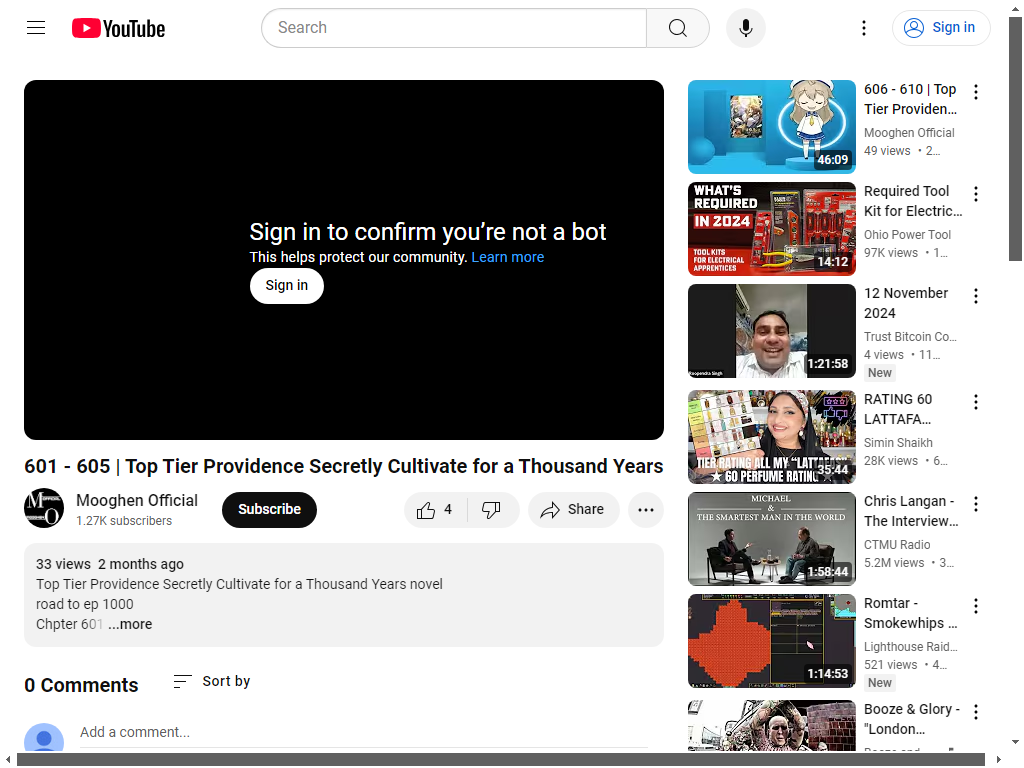 YouTube
Search
Sign in
Sign in to confirm you're not a bot
This helps protect our community. Learn more
Sign in
601 - 605 | Top Tier Providence Secretly Cultivate for a Thousand Years
Mooghen Official
1.27K subscribers
Subscribe
4
Share
33 views 2 months ago
Top Tier Providence Secretly Cultivate for a Thousand Years novel
road to ep 1000
Chpter 601 ...more
0 Comments
Sort by
Add a comment...
46:09
606 - 610 | Top
Tier Providen...
Mooghen Official
49 views • 2...
WHAT'S
REQUIRED
IN 2024
TOOL KITS
FOR ELECTRICAL
APPRENTICES
14:12
Required Tool
Kit for Electric...
Ohio Power Tool
97K views • 1...
Roopendra Singh
1:21:58
12 November
2024
Trust Bitcoin Co...
4 views • 11...
New
TIER RATING ALL MY "LAT
60 PERFUME RATING
35:44
RATING 60
LATTAFA...
Simin Shaikh
28K views • 6...
MICHAEL
&
THE SMARTEST MAN IN THE WORLD
1:58:44
Chris Langan -
The Interview...
CTMU Radio
5.2M views • 3...
1:14:53
Romtar -
Smokewhips ...
Lighthouse Raid...
521 views • 4...
New
Booze & Glory -
"London...